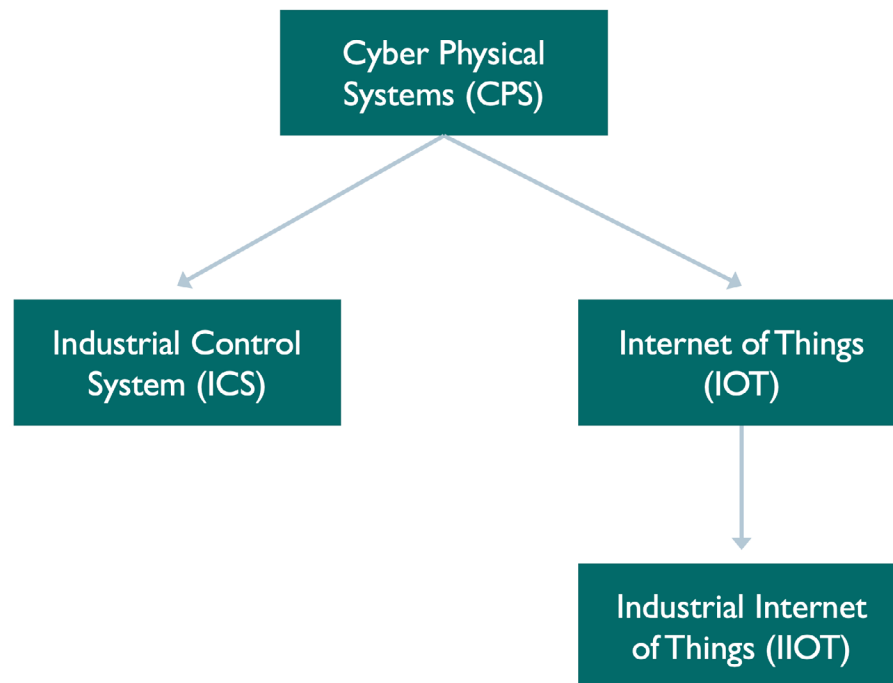 Cyber Physical
Systems (CPS)
Industrial Control
System (ICS)
Internet of Things
(IOT)
Industrial Internet
of Things (IIOT)